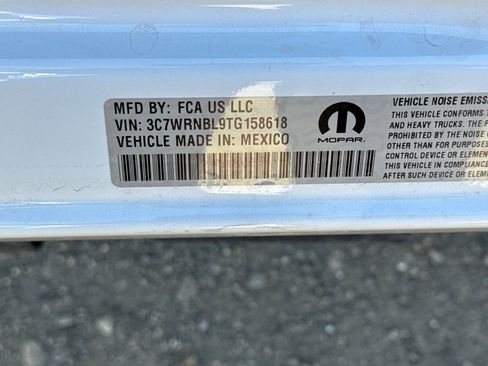 MFD BY: FCA US LLC
VIN: 3C7WRNBL9TG158618
VEHICLE MADE IN: MEXICO
MOPAR
VEHICLE NOISE EMISS
THIS VEHICLE CONFORMS T
AND HEAVY TRUCKS. THE F
PROHIBITED BY THE NOISE
OTHER THAN FOR PURPOSES
CONTROL DEVICE OR ELEME
THIS VEHICLE IN COMPLIAN
AFTER SUCH DEVICE OR ELEM